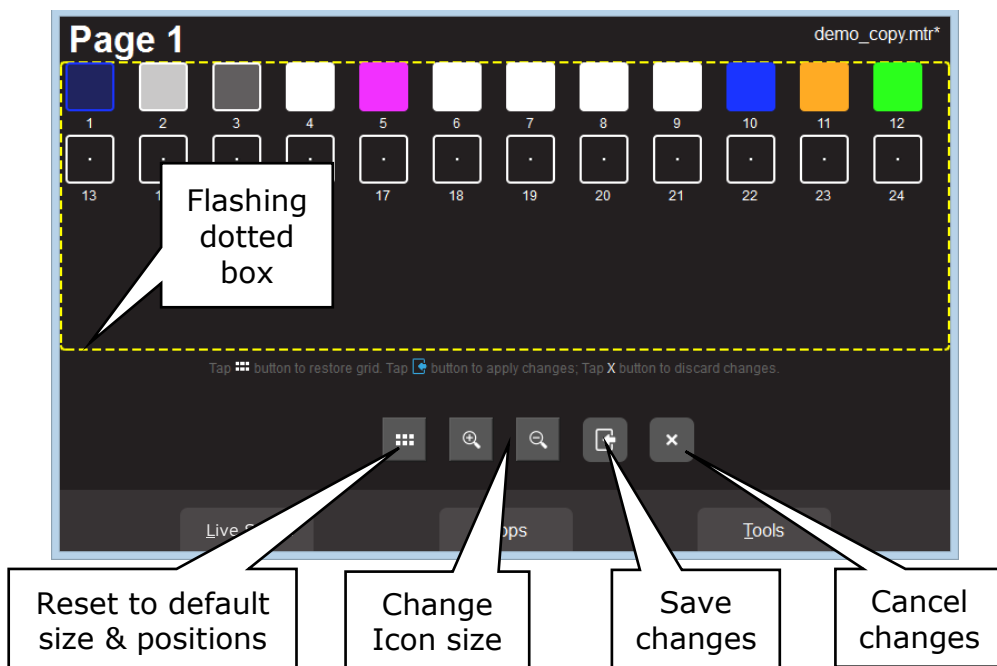 Page 1
demo_copy.mtr*
1 2 3 4 5 6 7 8 9 10 11 12
13 17 18 19 20 21 22 23 24
Flashing
dotted
box
Tap button to restore grid. Tap button to apply changes; Tap X button to discard changes.
Live
Tools
Reset to default
size & positions
Change
Icon size
Save
changes
Cancel
changes